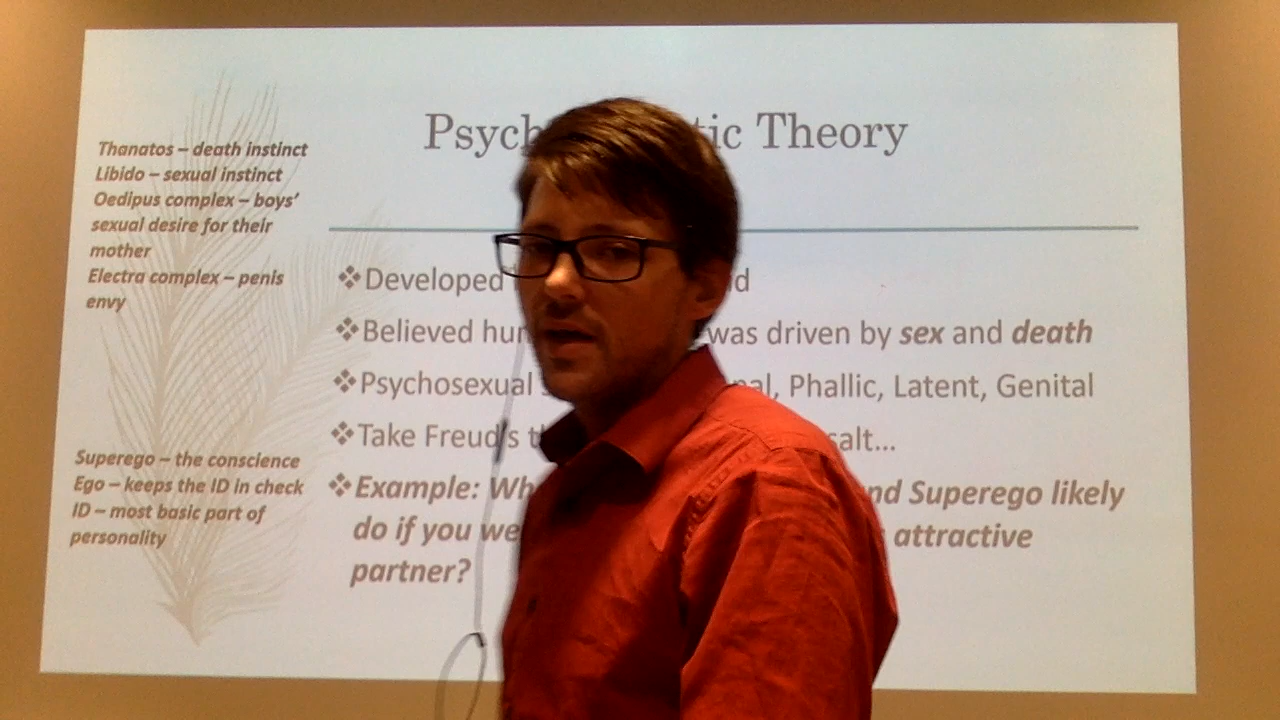 Psych tic Theory
Thanatos – death instinct
Libido – sexual instinct
Oedipus complex – boys'
sexual desire for their
mother
Electra complex – penis
envy
Superego – the conscience
Ego – keeps the ID in check
ID – most basic part of
personality
❖Developed d
❖Believed hu was driven by sex and death
❖Psychosexual nal, Phallic, Latent, Genital
❖Take Freud's t salt...
❖Example: Wh nd Superego likely
do if you we attractive
partner?